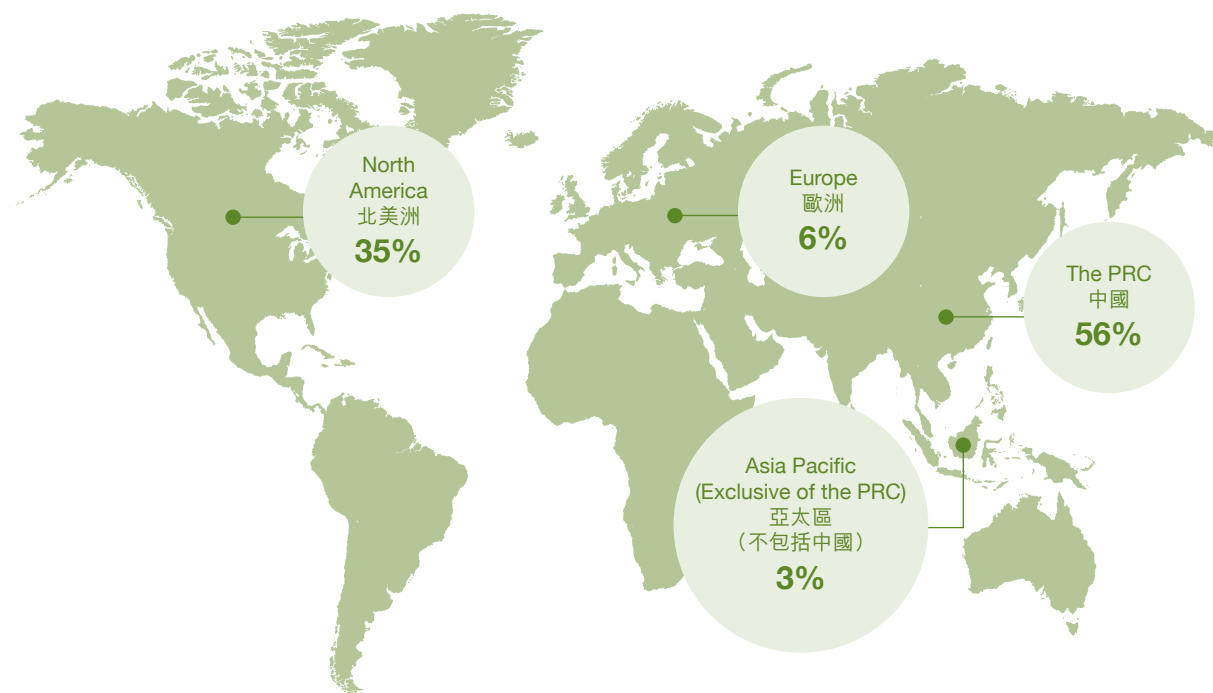 North
America
北美洲
35%
Europe
歐洲
6%
The PRC
中國
56%
Asia Pacific
(Exclusive of the PRC)
亞太區
（不包括中國）
3%